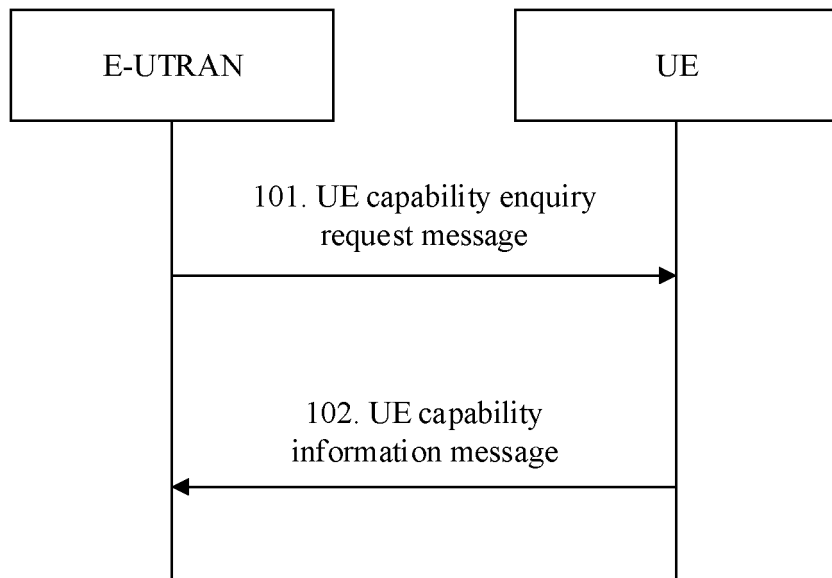 E-UTRAN
UE
101. UE capability enquiry
request message
102. UE capability
information message